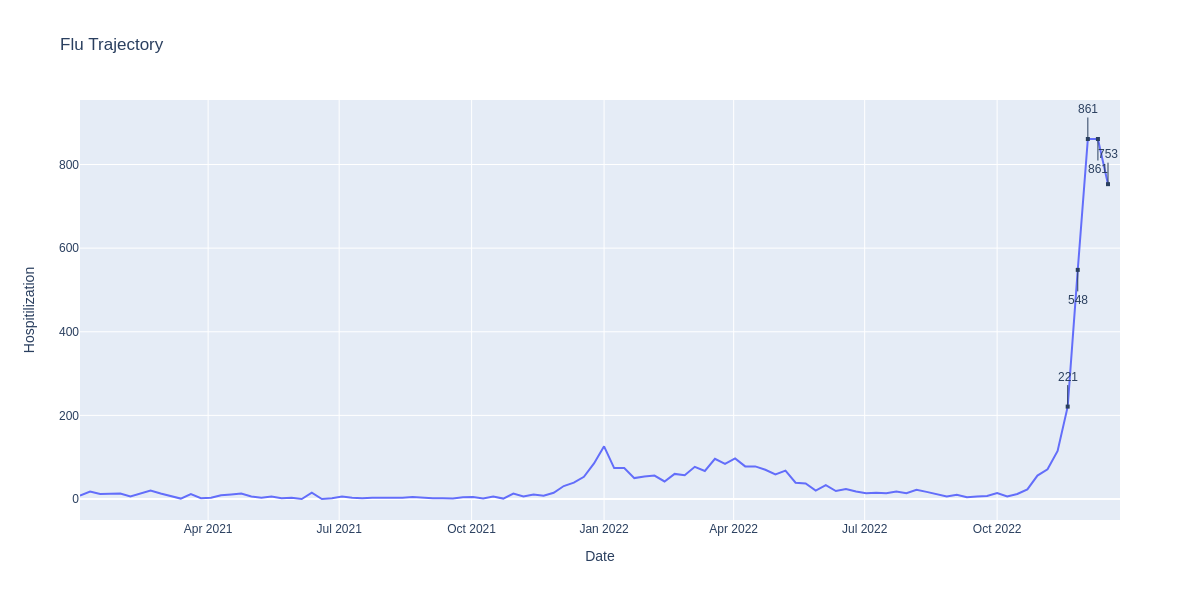 Flu Trajectory
861
753
861
548
221
800
600
400
200
0
Hospitilization
Apr 2021
Jul 2021
Oct 2021
Jan 2022
Apr 2022
Jul 2022
Oct 2022
Date